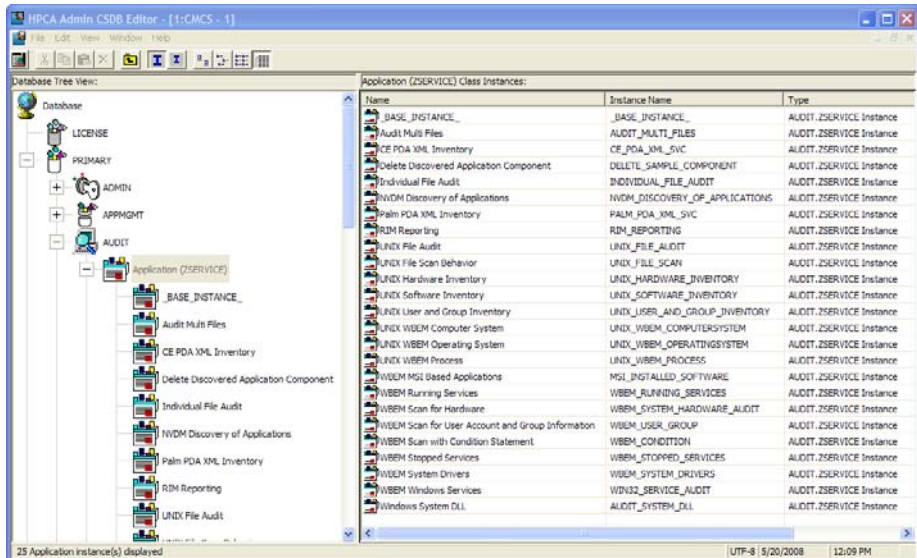 HPCA Admin CSDB Editor - [1:CMCS - 1]
File Edit View Window Help
Database Tree View:
Database
LICENSE
PRIMARY
ADMIN
APPMGMT
AUDIT
Application (ZSERVICE)
_BASE_INSTANCE_
Audit Multi Files
CE PDA XML Inventory
Delete Discovered Application Component
Individual File Audit
NVDM Discovery of Applications
Palm PDA XML Inventory
RIM Reporting
UNIX File Audit
Application (ZSERVICE) Class Instances:
Name Instance Name Type
_BASE_INSTANCE_ _BASE_INSTANCE_ AUDIT.ZSERVICE Instance
Audit Multi Files AUDIT_MULTI_FILES AUDIT.ZSERVICE Instance
CE PDA XML Inventory CE_PDA_XML_SVC AUDIT.ZSERVICE Instance
Delete Discovered Application Component DELETE_SAMPLE_COMPONENT AUDIT.ZSERVICE Instance
Individual File Audit INDIVIDUAL_FILE_AUDIT AUDIT.ZSERVICE Instance
NVDM Discovery of Applications NVDM_DISCOVERY_OF_APPLICATIONS AUDIT.ZSERVICE Instance
Palm PDA XML Inventory PALM_PDA_XML_SVC AUDIT.ZSERVICE Instance
RIM Reporting RIM_REPORTING AUDIT.ZSERVICE Instance
UNIX File Audit UNIX_FILE_AUDIT AUDIT.ZSERVICE Instance
UNIX File Scan Behavior UNIX_FILE_SCAN AUDIT.ZSERVICE Instance
UNIX Hardware Inventory UNIX_HARDWARE_INVENTORY AUDIT.ZSERVICE Instance
UNIX Software Inventory UNIX_SOFTWARE_INVENTORY AUDIT.ZSERVICE Instance
UNIX User and Group Inventory UNIX_USER_AND_GROUP_INVENTORY AUDIT.ZSERVICE Instance
UNIX WBEM Computer System UNIX_WBEM_COMPUTERSYSTEM AUDIT.ZSERVICE Instance
UNIX WBEM Operating System UNIX_WBEM_OPERATINGSYSTEM AUDIT.ZSERVICE Instance
UNIX WBEM Process UNIX_WBEM_PROCESS AUDIT.ZSERVICE Instance
WBEM MSI Based Applications MSI_INSTALLED_SOFTWARE AUDIT.ZSERVICE Instance
WBEM Running Services WBEM_RUNNING_SERVICES AUDIT.ZSERVICE Instance
WBEM Scan for Hardware WBEM_SYSTEM_HARDWARE_AUDIT AUDIT.ZSERVICE Instance
WBEM Scan for User Account and Group Information WBEM_USER_GROUP AUDIT.ZSERVICE Instance
WBEM Scan with Condition Statement WBEM_CONDITION AUDIT.ZSERVICE Instance
WBEM Stopped Services WBEM_STOPPED_SERVICES AUDIT.ZSERVICE Instance
WBEM System Drivers WBEM_SYSTEM_DRIVERS AUDIT.ZSERVICE Instance
WBEM Windows Services WIN32_SERVICE_AUDIT AUDIT.ZSERVICE Instance
Windows System DLL AUDIT_SYSTEM_DLL AUDIT.ZSERVICE Instance
25 Application instance(s) displayed UTF-8 5/20/2008 12:09 PM